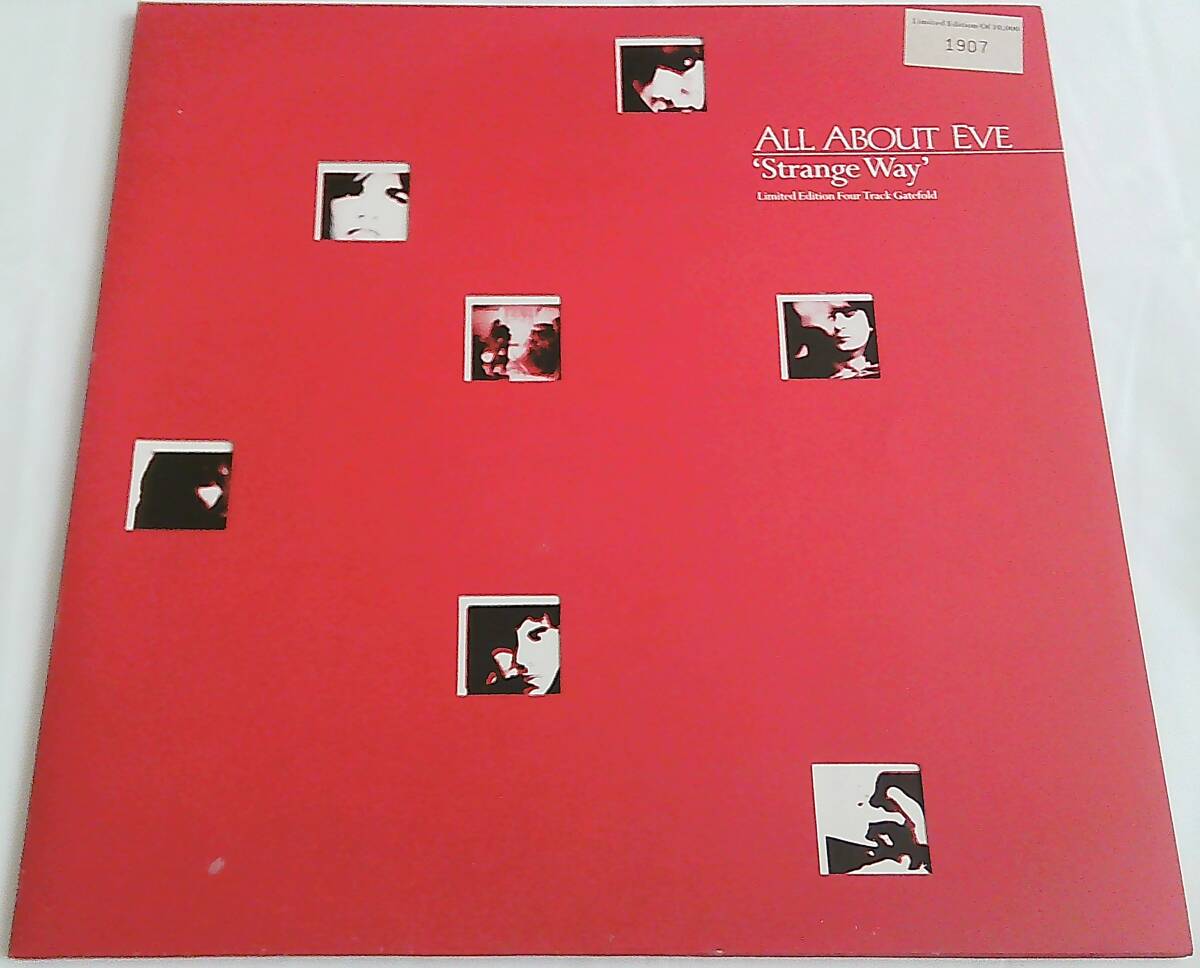 Limited Edition Of 10,000
1907
ALL ABOUT EVE
‘Strange Way’
Limited Edition Four Track Gatefold